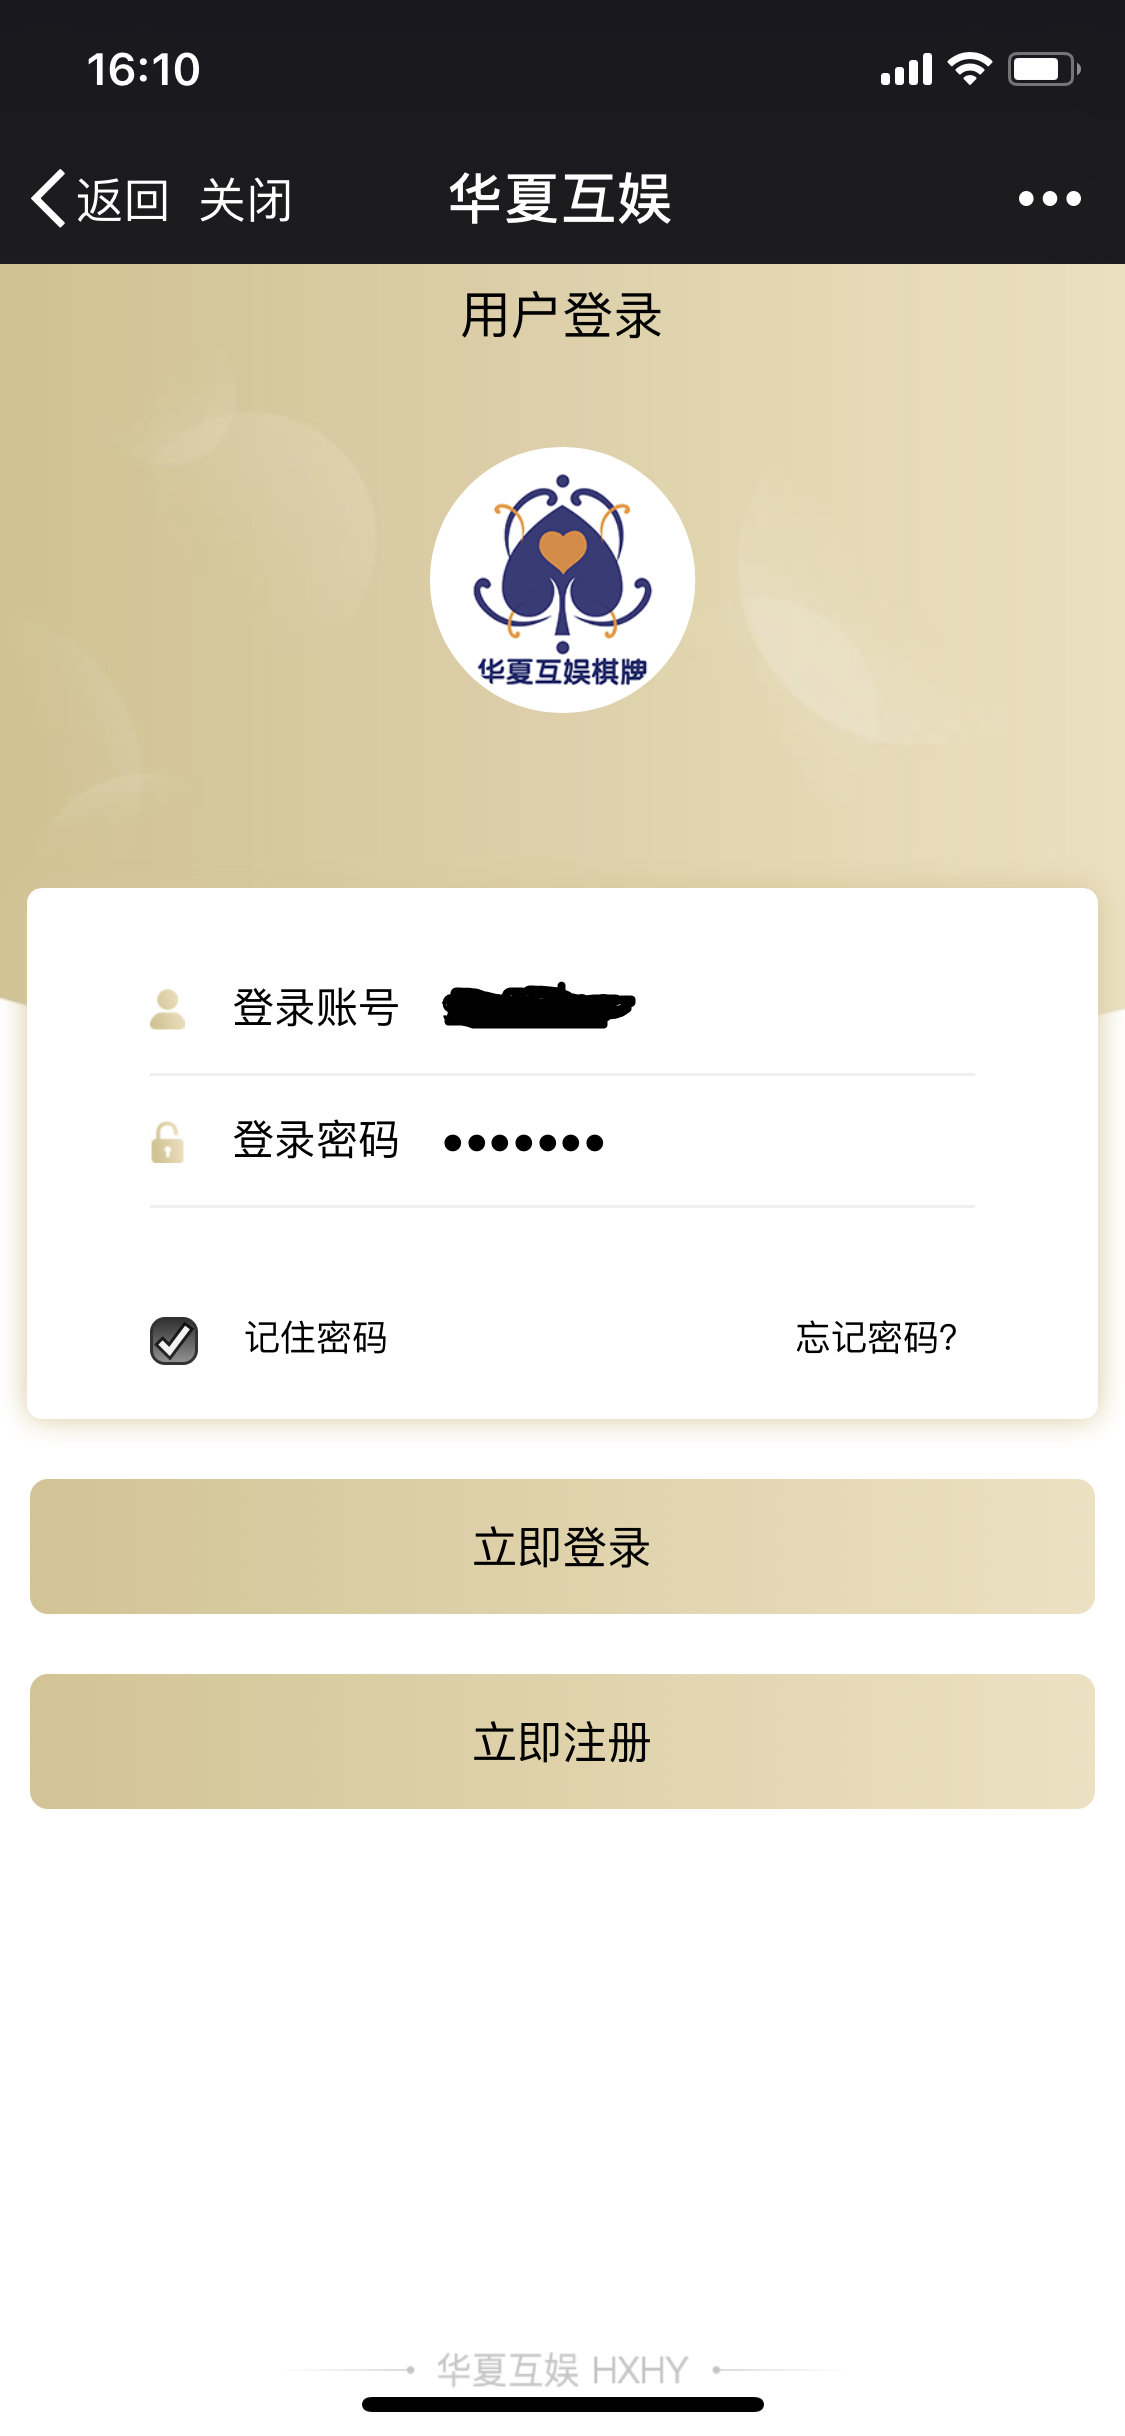 16:10
返回 关闭 华夏互娱
用户登录
华夏互娱棋牌
登录账号
登录密码 •••••••
记住密码 忘记密码?
立即登录
立即注册
华夏互娱 HXHY